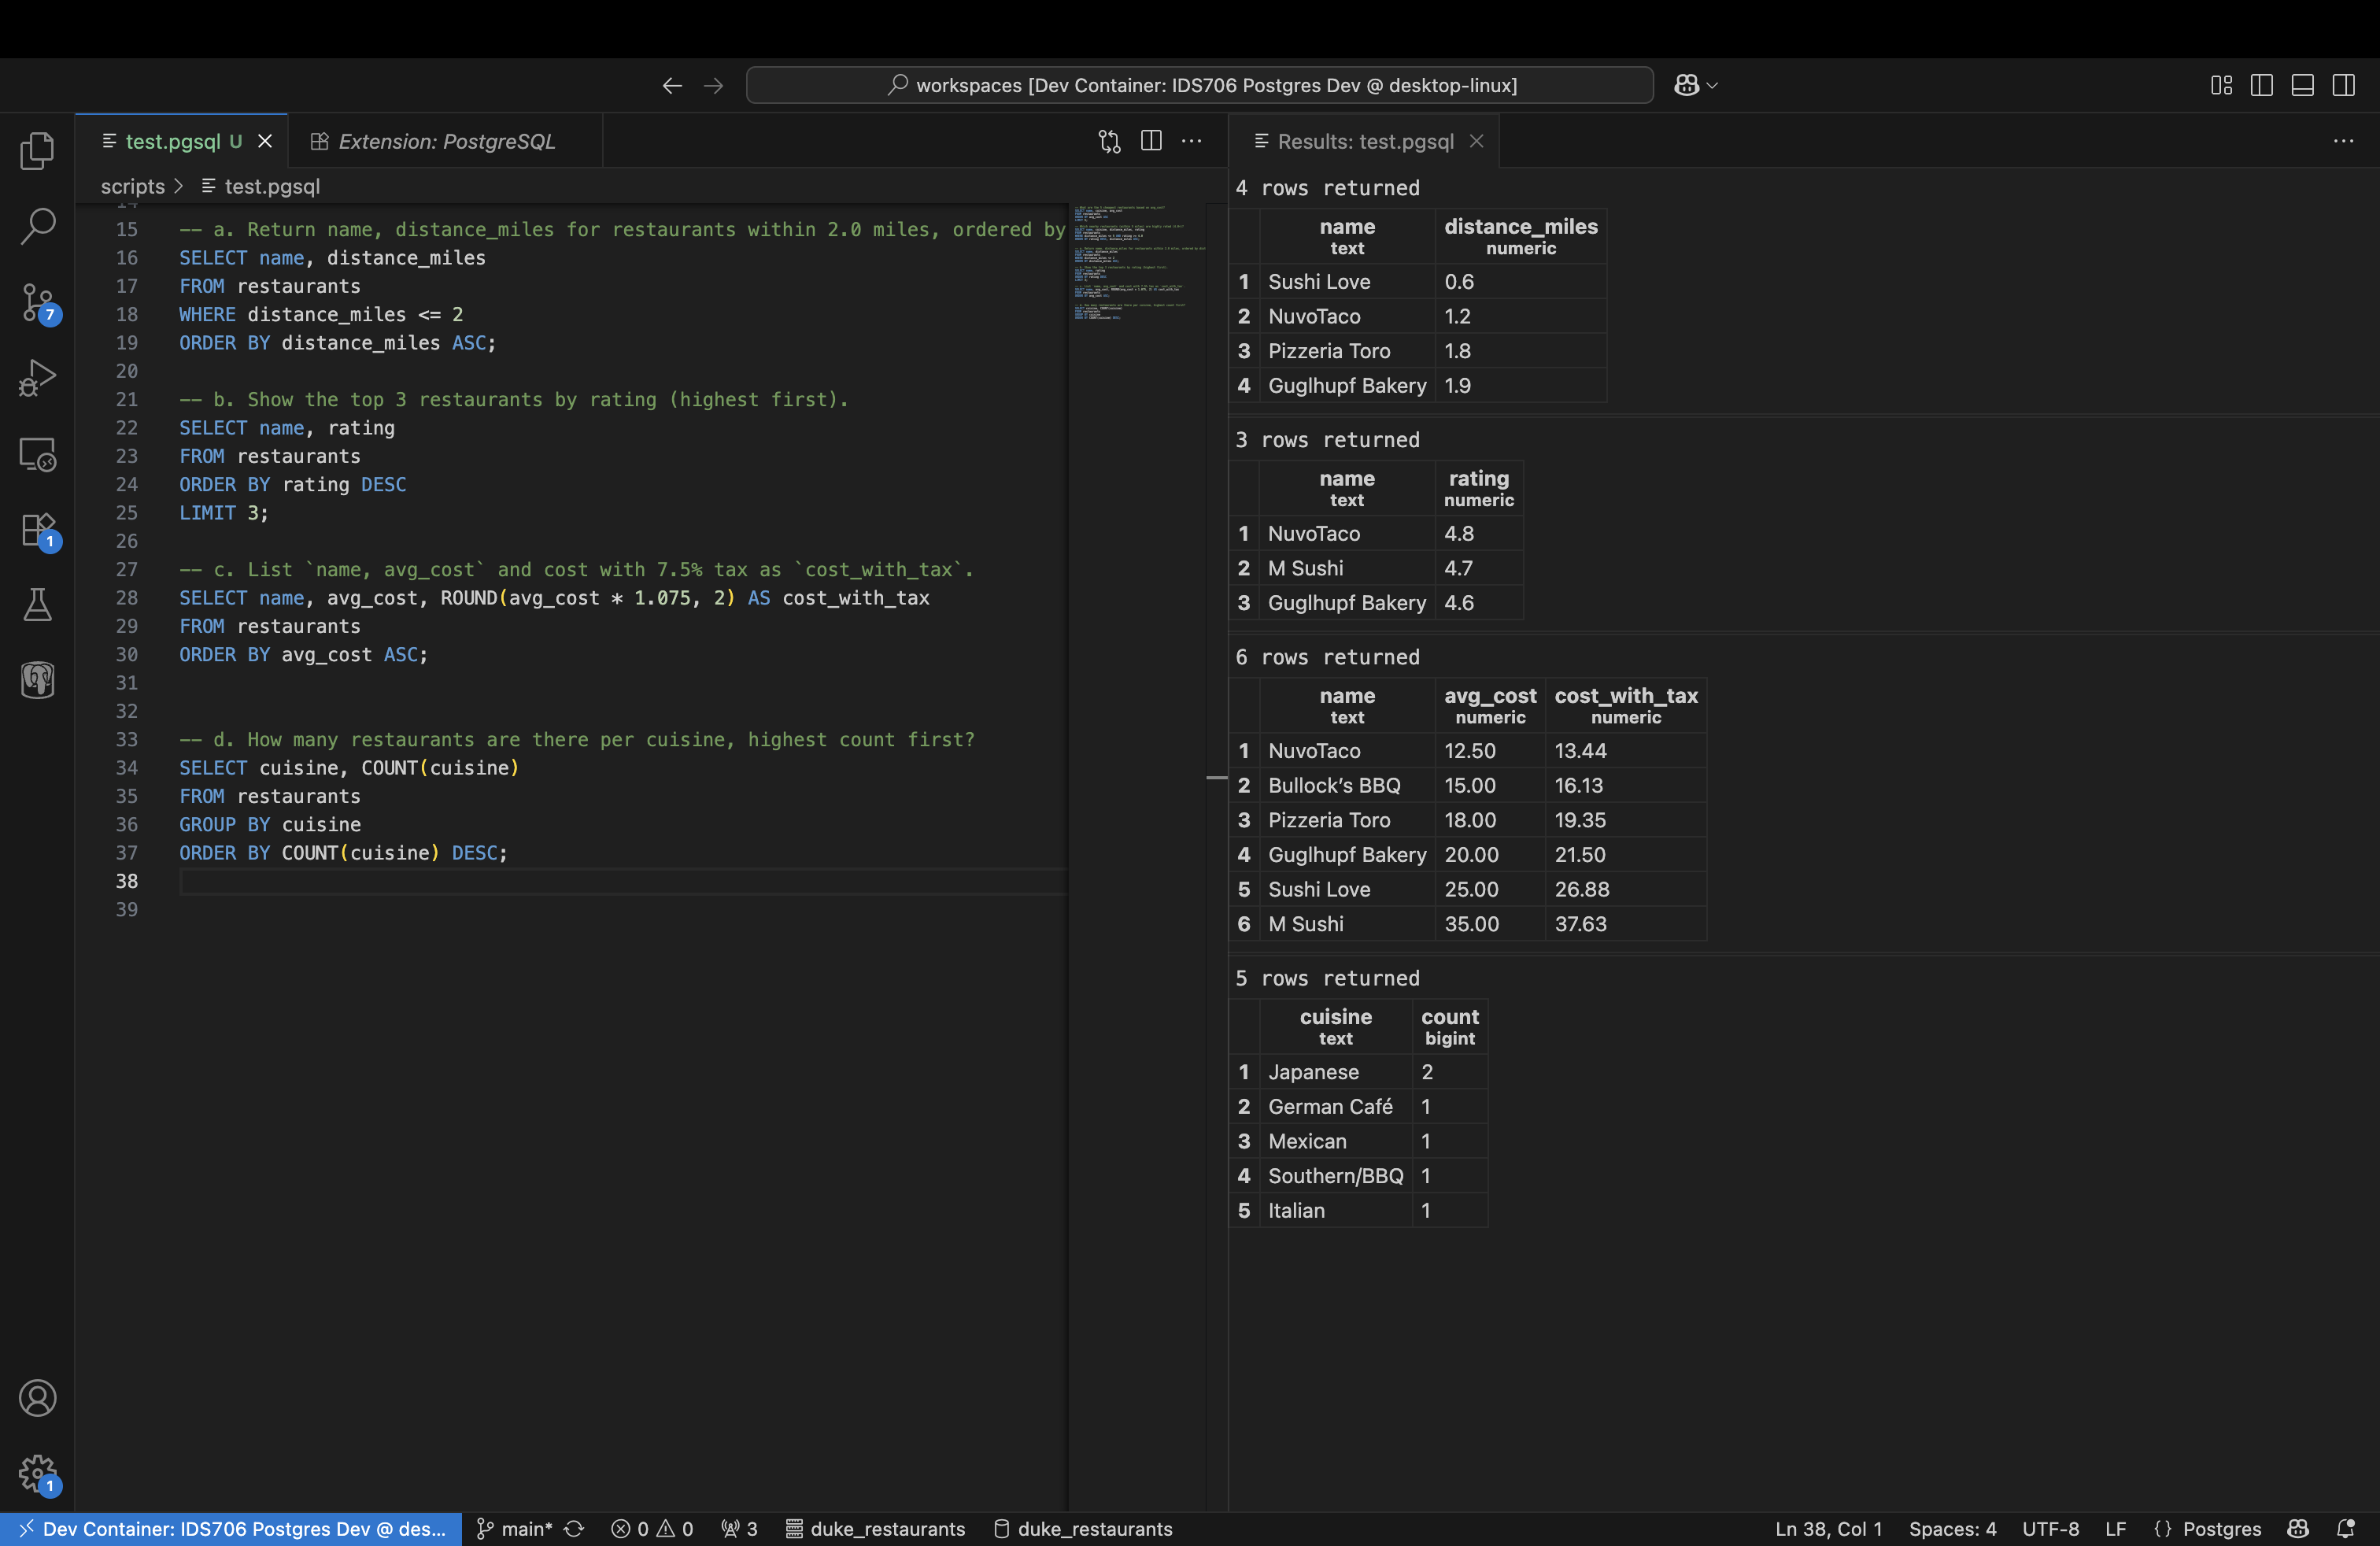 workspaces [Dev Container: IDS706 Postgres Dev @ desktop-linux]
test.pgsql U
Extension: PostgreSQL
Results: test.pgsql
scripts > test.pgsql
14
15 -- a. Return name, distance_miles for restaurants within 2.0 miles, ordered by
16 SELECT name, distance_miles
17 FROM restaurants
18 WHERE distance_miles <= 2
19 ORDER BY distance_miles ASC;
20
21 -- b. Show the top 3 restaurants by rating (highest first).
22 SELECT name, rating
23 FROM restaurants
24 ORDER BY rating DESC
25 LIMIT 3;
26
27 -- c. List `name, avg_cost` and cost with 7.5% tax as `cost_with_tax`.
28 SELECT name, avg_cost, ROUND(avg_cost * 1.075, 2) AS cost_with_tax
29 FROM restaurants
30 ORDER BY avg_cost ASC;
31
32
33 -- d. How many restaurants are there per cuisine, highest count first?
34 SELECT cuisine, COUNT(cuisine)
35 FROM restaurants
36 GROUP BY cuisine
37 ORDER BY COUNT(cuisine) DESC;
38
39
7
1
1
4 rows returned
name distance_miles
text numeric
1 Sushi Love 0.6
2 NuvoTaco 1.2
3 Pizzeria Toro 1.8
4 Guglhupf Bakery 1.9
3 rows returned
name rating
text numeric
1 NuvoTaco 4.8
2 M Sushi 4.7
3 Guglhupf Bakery 4.6
6 rows returned
name avg_cost cost_with_tax
text numeric numeric
1 NuvoTaco 12.50 13.44
2 Bullock’s BBQ 15.00 16.13
3 Pizzeria Toro 18.00 19.35
4 Guglhupf Bakery 20.00 21.50
5 Sushi Love 25.00 26.88
6 M Sushi 35.00 37.63
5 rows returned
cuisine count
text bigint
1 Japanese 2
2 German Café 1
3 Mexican 1
4 Southern/BBQ 1
5 Italian 1
Dev Container: IDS706 Postgres Dev @ des... main* 0 0 3 duke_restaurants duke_restaurants Ln 38, Col 1 Spaces: 4 UTF-8 LF {} Postgres